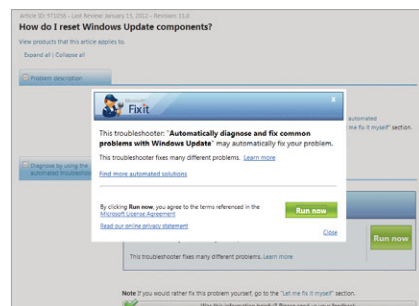 Article ID: 971058 - Last Review: January 15, 2012 - Revision: 11.0
How do I reset Windows Update components?
View products that this article applies to.
Expand all | Collapse all
Problem description
Microsoft
Fix it
X
This troubleshooter: "Automatically diagnose and fix common
problems with Windows Update" may automatically fix your problem.
This troubleshooter fixes many different problems. Learn more
Find more automated solutions
automated
me fix it myself" section.
Diagnose by using the
automated troubleshoo
By clicking Run now, you agree to the terms referenced in the
Microsoft License Agreement
Run now
Read our online privacy statement
Close
Run now
This troubleshooter fixes many different problems. Learn more
Note If you would rather fix this problem yourself, go to the "Let me fix it myself" section.